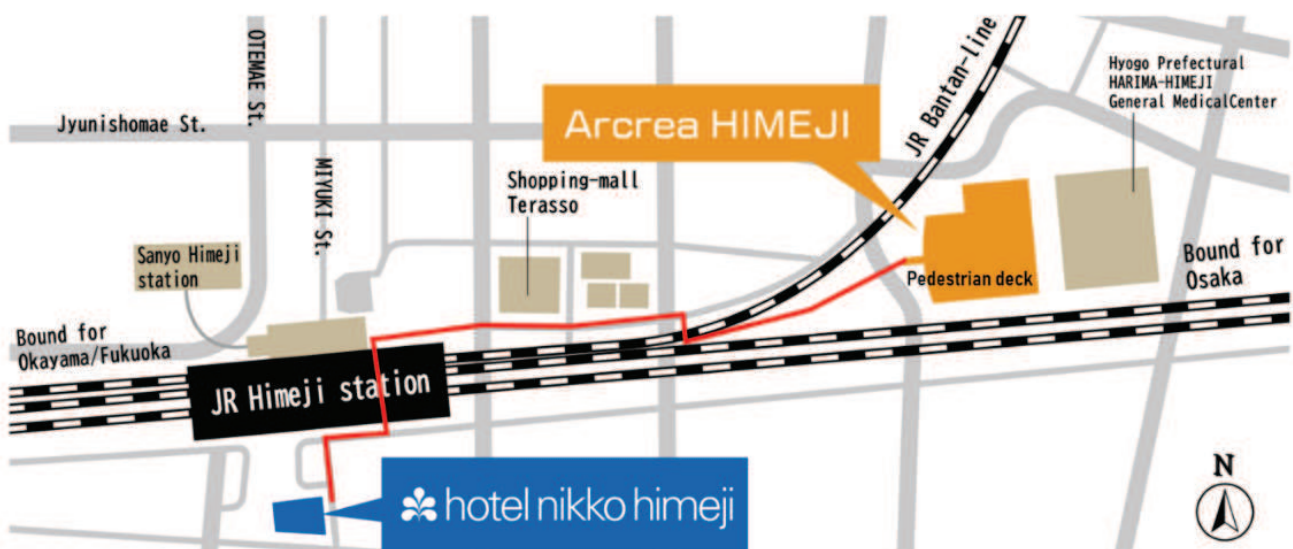 OTEMAE St.
Jyunishomae St.
MIYUKI St.
Arcrea HIMEJI
JR Bantan-line
Hyogo Prefectural
HARIMA-HIMEJI
General MedicalCenter
Shopping-mall
Terasso
Sanyo Himeji
station
Pedestrian deck
Bound for
Osaka
Bound for
Okayama/Fukuoka
JR Himeji station
hotel nikko himeji
N